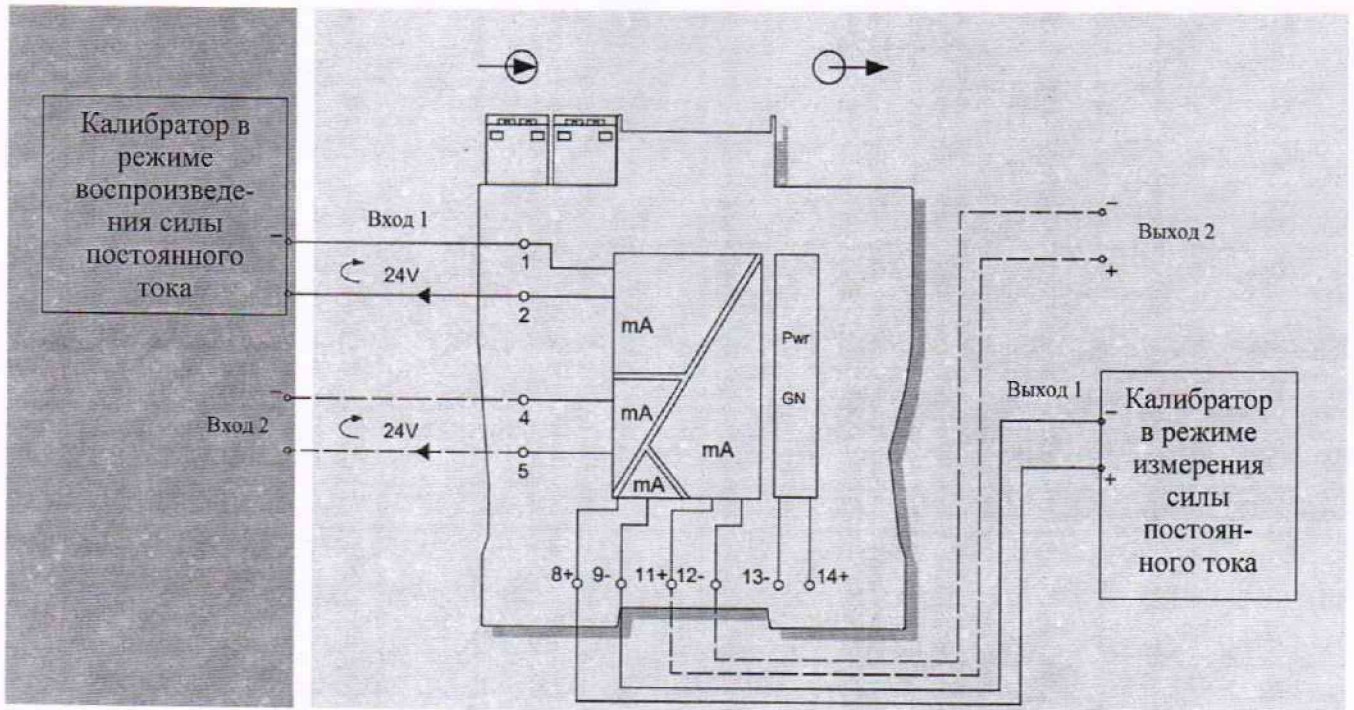 Калибратор в
режиме
воспроизведе-
ния силы
постоянного
тока
−
Вход 1
24V
1
2
−
Вход 2
24V
4
5
mA
mA
mA
mA
Pwr
GN
8+ 9- 11+ 12- 13- 14+
−
Выход 2
+
Выход 1
−
+
Калибратор
в режиме
измерения
силы
постоян-
ного тока